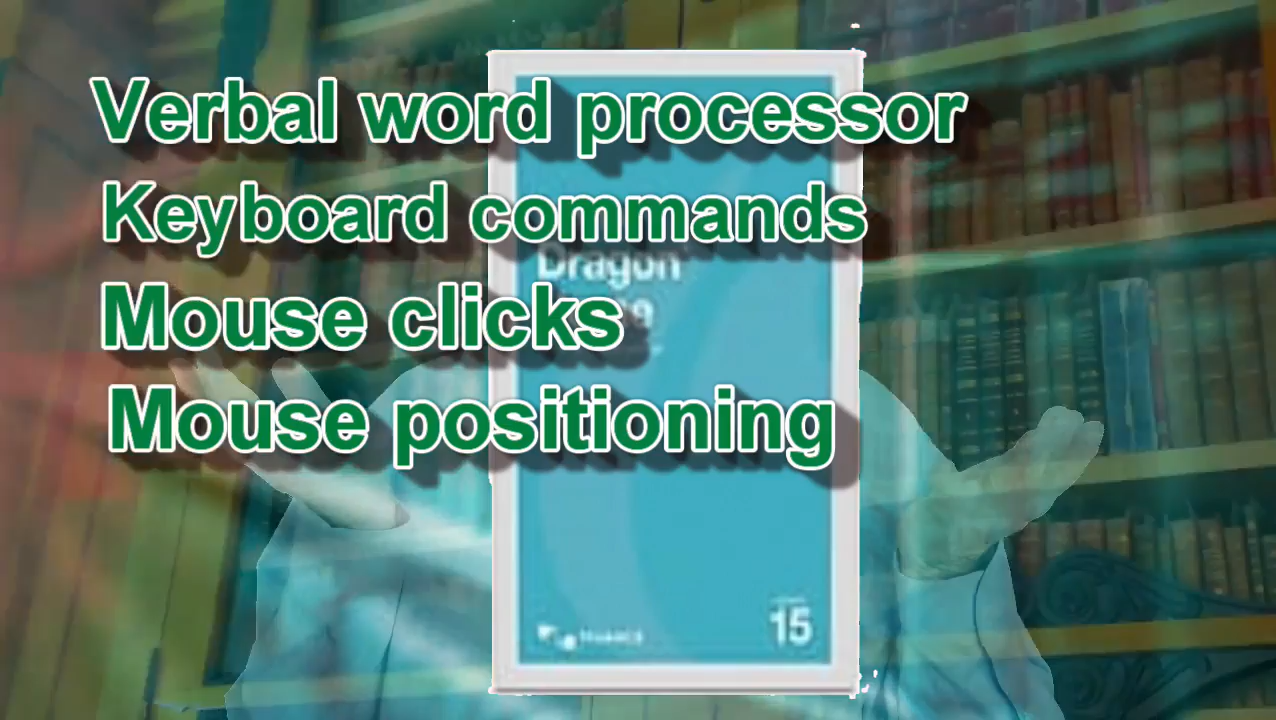 Verbal word processor
Keyboard commands
Dragon
Mouse clicks
Mouse positioning
15